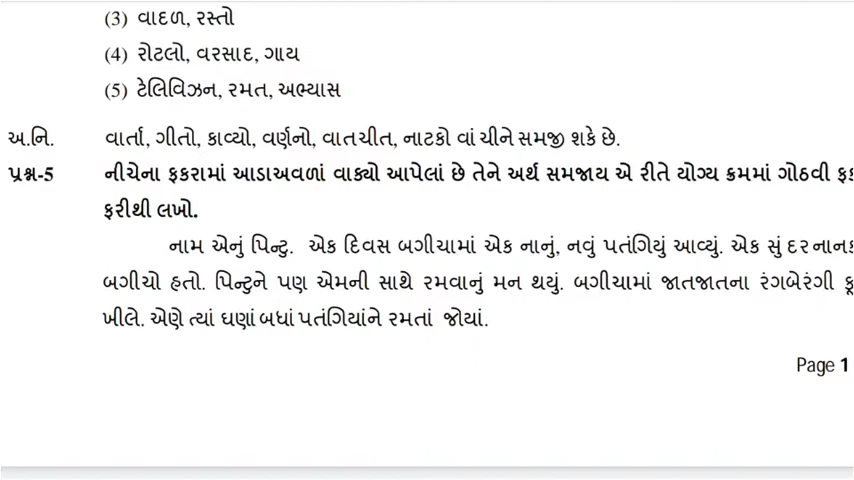 (3) વાદળ, રસ્તો
(4) રોટલો, વરસાદ, ગાય
(5) ટેલિવિઝન, રમત, અભ્યાસ
અ.નિ. વાર્તા, ગીતો, કાવ્યો, વર્ણનો, વાતચીત, નાટકો વાંચીને સમજી શકે છે.
પ્રશ્ન-5 નીચેના ફકરામાં આડાઅવળાં વાક્યો આપેલાં છે તેને અર્થ સમજાય એ રીતે યોગ્ય ક્રમમાં ગોઠવી
ફરીથી લખો.
નામ એનું પિન્ટુ. એક દિવસ બગીચામાં એક નાનું, નવું પતંગિયું આવ્યું. એક સુંદર
બગીચો હતો. પિન્ટુને પણ એમની સાથે રમવાનું મન થયું. બગીચામાં જાતજાતના રંગબેરંગી
ખીલે. એણે ત્યાં ઘણાં બધાં પતંગિયાંને રમતાં જોયાં.
Page 1